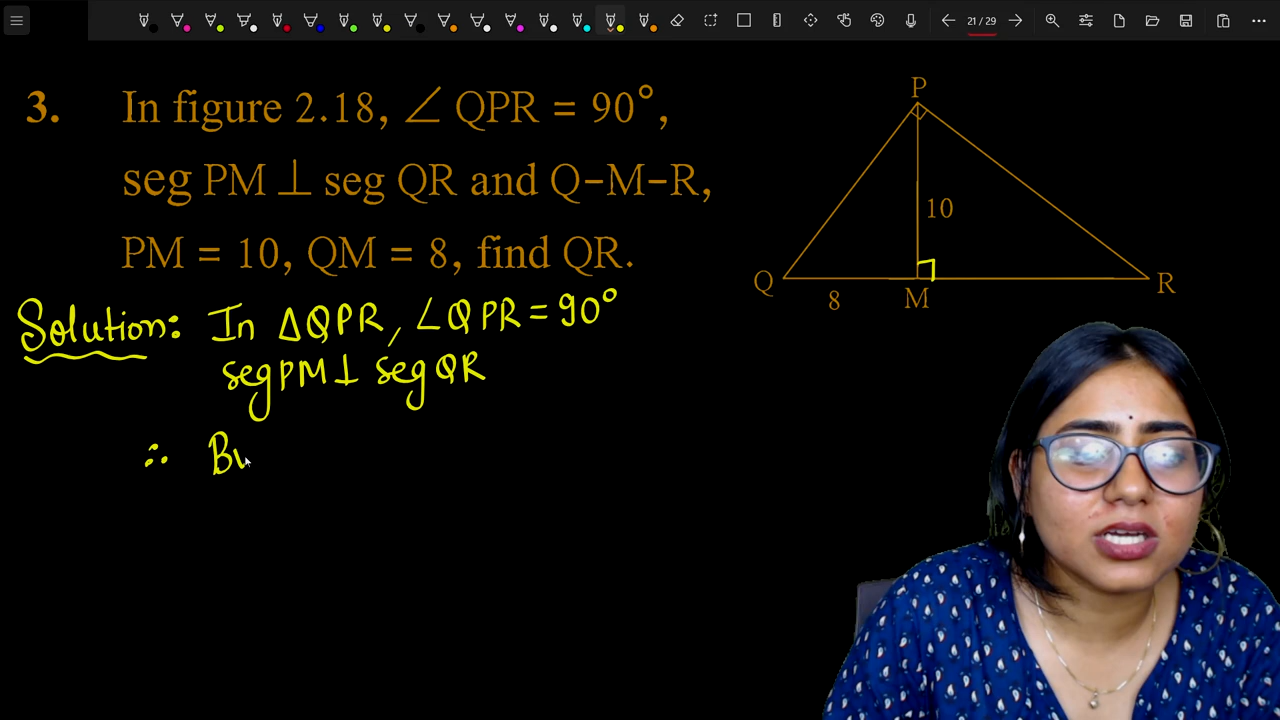 21 / 29
3. In figure 2.18, ∠ QPR = 90°,
seg PM ⊥ seg QR and Q-M-R,
PM = 10, QM = 8, find QR.
P
10
Q
8
M
R
Solution: In ΔQPR, ∠QPR = 90°
seg PM ⊥ seg QR
∴